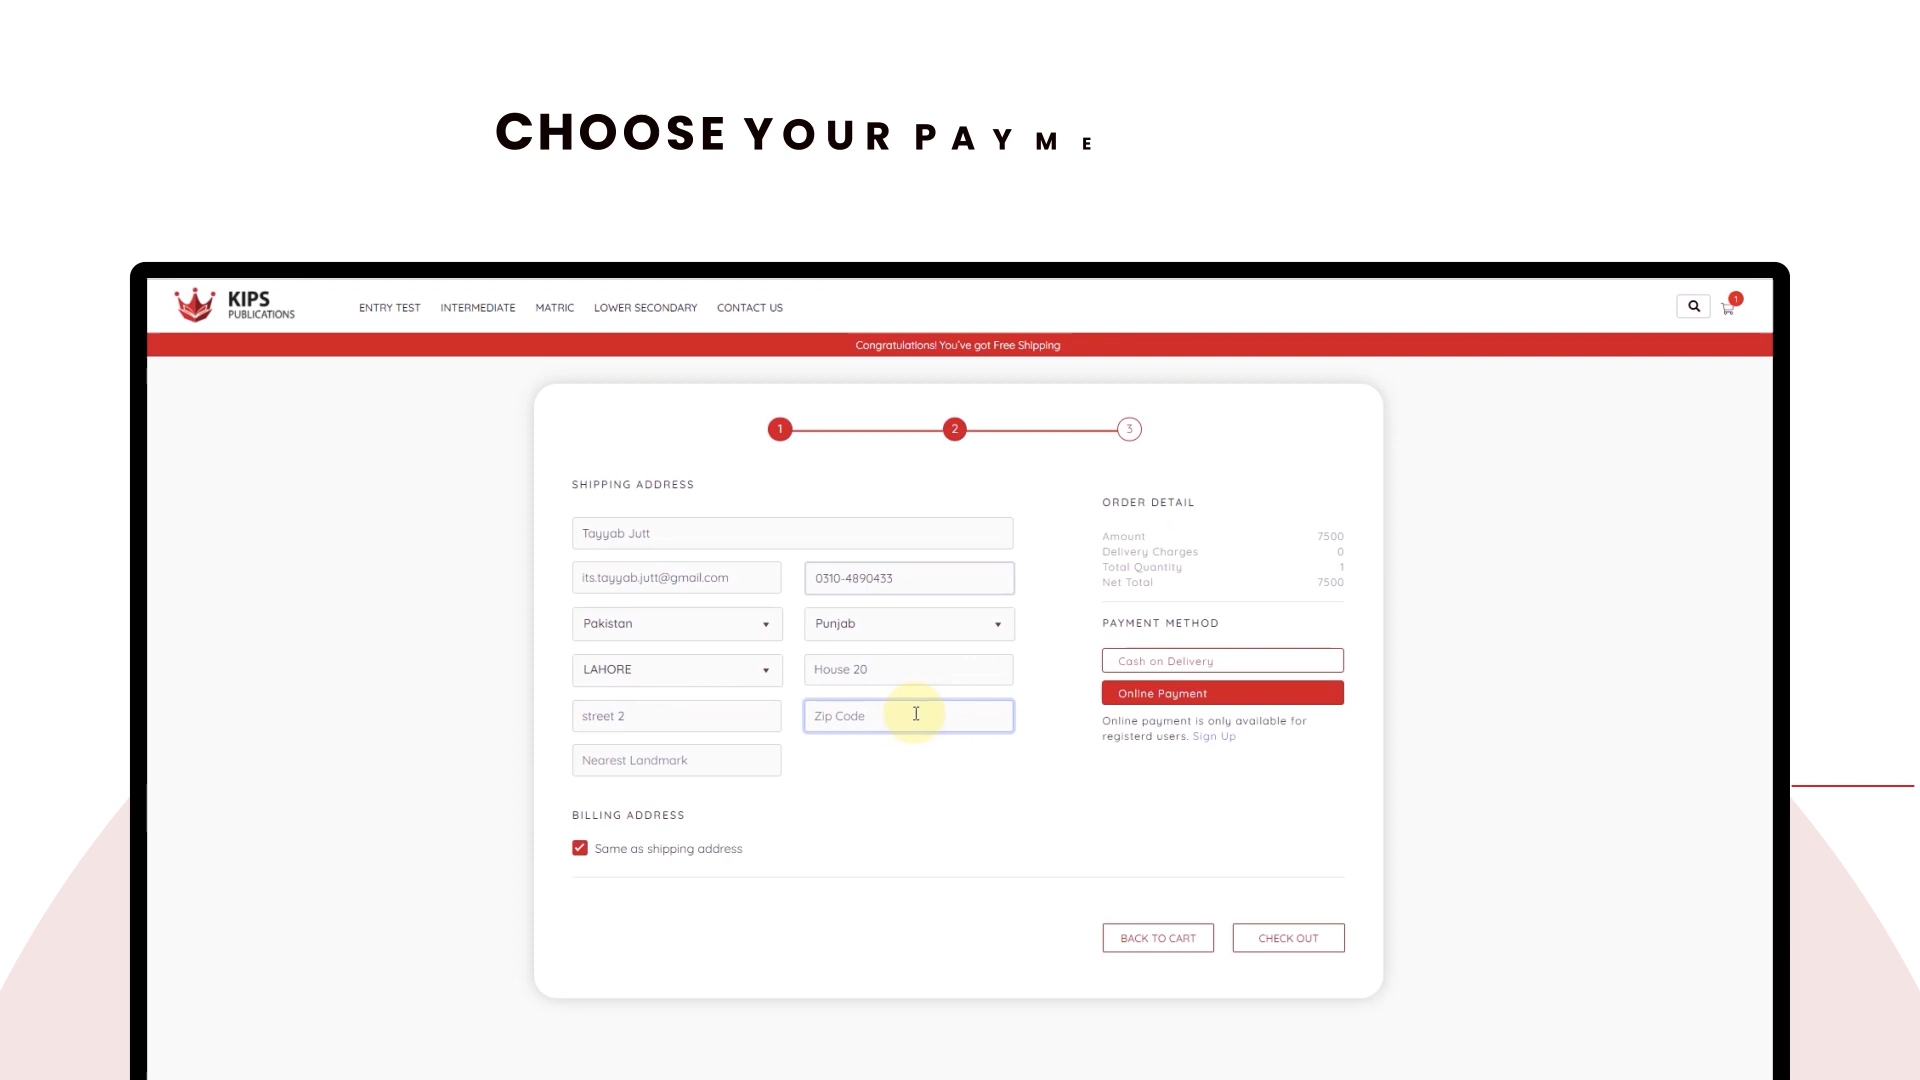 CHOOSE YOUR PAYME
KIPS
PUBLICATIONS
ENTRY TEST INTERMEDIATE MATRIC LOWER SECONDARY CONTACT US
1
Congratulations! You've got Free Shipping
1 2 3
SHIPPING ADDRESS
Tayyab Jutt
its.tayyab.jutt@gmail.com 0310-4890433
Pakistan Punjab
LAHORE House 20
street 2 Zip Code
Nearest Landmark
BILLING ADDRESS
Same as shipping address
ORDER DETAIL
Amount 7500
Delivery Charges 0
Total Quantity 1
Net Total 7500
PAYMENT METHOD
Cash on Delivery
Online Payment
Online payment is only available for
registerd users. Sign Up
BACK TO CART CHECK OUT